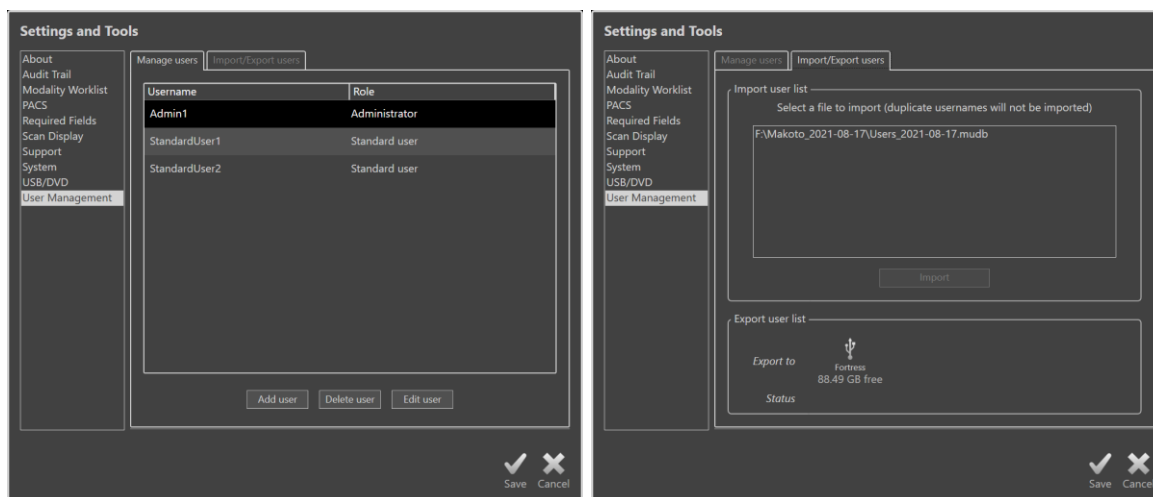 Settings and Tools
About
Audit Trail
Modality Worklist
PACS
Required Fields
Scan Display
Support
System
USB/DVD
User Management
Manage users
Import/Export users
Username Role
Admin1 Administrator
StandardUser1 Standard user
StandardUser2 Standard user
Add user Delete user Edit user
Save Cancel
Settings and Tools
About
Audit Trail
Modality Worklist
PACS
Required Fields
Scan Display
Support
System
USB/DVD
User Management
Manage users
Import/Export users
Import user list
Select a file to import (duplicate usernames will not be imported)
F:\Makoto_2021-08-17\Users_2021-08-17.mudb
Import
Export user list
Export to
Fortress
88.49 GB free
Status
Save Cancel